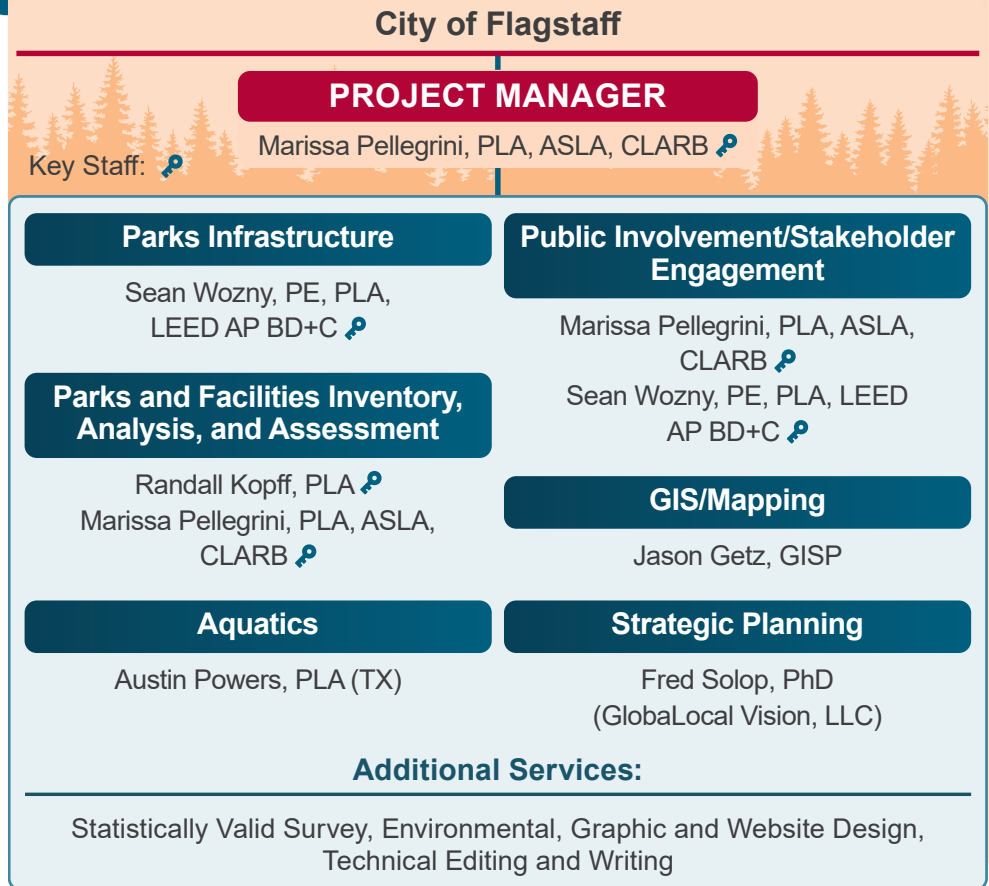 City of Flagstaff
PROJECT MANAGER
Marissa Pellegrini, PLA, ASLA, CLARB
Key Staff:
Parks Infrastructure
Sean Wozny, PE, PLA,
LEED AP BD+C
Parks and Facilities Inventory,
Analysis, and Assessment
Randall Kopff, PLA
Marissa Pellegrini, PLA, ASLA,
CLARB
Aquatics
Austin Powers, PLA (TX)
Public Involvement/Stakeholder
Engagement
Marissa Pellegrini, PLA, ASLA,
CLARB
Sean Wozny, PE, PLA, LEED
AP BD+C
GIS/Mapping
Jason Getz, GISP
Strategic Planning
Fred Solop, PhD
(GlobaLocal Vision, LLC)
Additional Services:
Statistically Valid Survey, Environmental, Graphic and Website Design,
Technical Editing and Writing